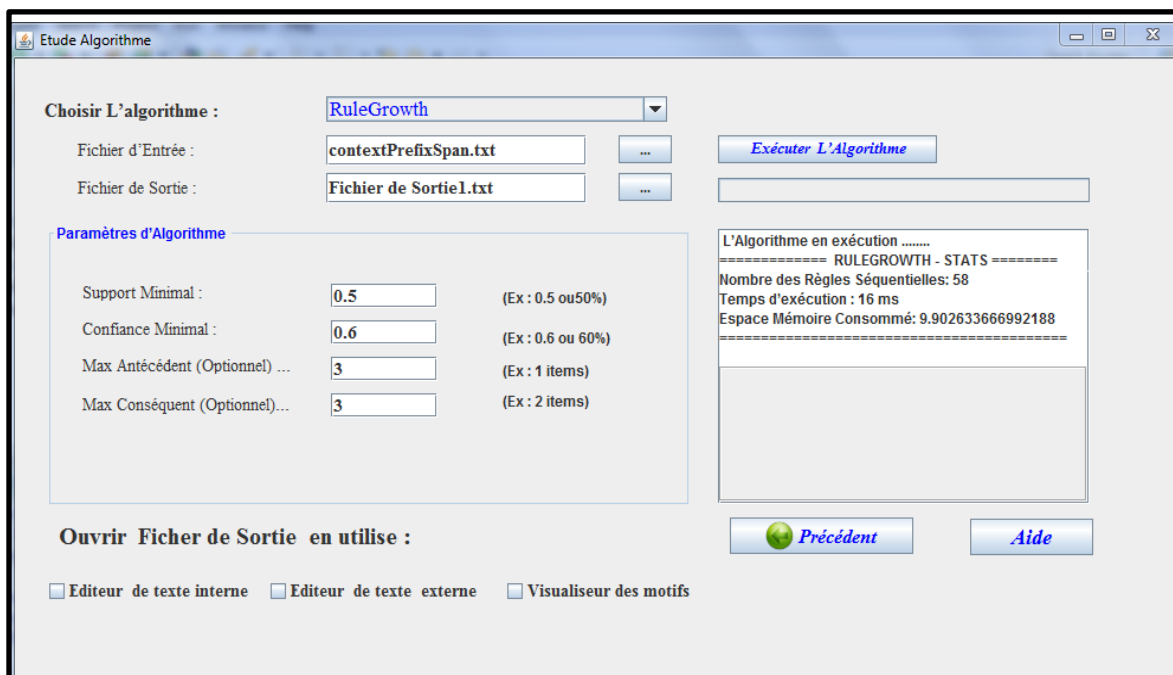 Etude Algorithme
Choisir L'algorithme :
RuleGrowth
Fichier d'Entrée :
contextPrefixSpan.txt
...
Exécuter L'Algorithme
Fichier de Sortie :
Fichier de Sortie1.txt
...
Paramètres d'Algorithme
Support Minimal :
0.5
(Ex : 0.5 ou50%)
Confiance Minimal :
0.6
(Ex : 0.6 ou 60%)
Max Antécédent (Optionnel) ...
3
(Ex : 1 items)
Max Conséquent (Optionnel)...
3
(Ex : 2 items)
L'Algorithme en exécution ........
============= RULEGROWTH - STATS ========
Nombre des Règles Séquentielles: 58
Temps d'exécution : 16 ms
Espace Mémoire Consommé: 9.902633666992188
==========================================
Précédent
Aide
Ouvrir Ficher de Sortie en utilise :
Editeur de texte interne
Editeur de texte externe
Visualiseur des motifs